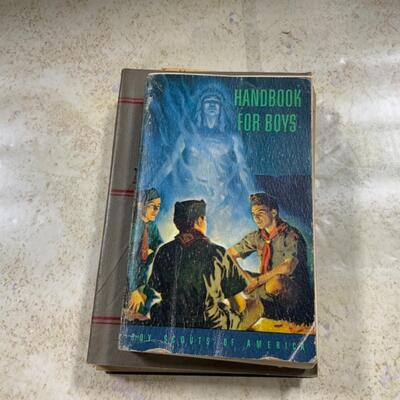 HANDBOOK
FOR BOYS
BOY SCOUTS OF AMERICA